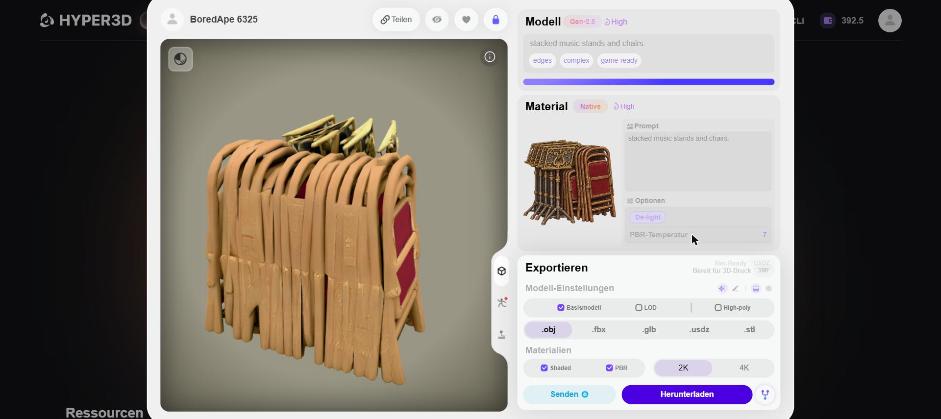 HYPER3D
BoredApe 6325
Teilen
CLI
392.5
Modell Gen-2.5 High
stacked music stands and chairs.
edges complex game ready
Material Native High
Prompt
stacked music stands and chairs.
Optionen
De-light
PBR-Temperatur 7
Exportieren
Bereit für 3D-Druck
Modell-Einstellungen
Basismodell LOD High-poly
.obj .fbx .glb .usdz .stl
Materialien
Shaded PBR 2K 4K
Senden Herunterladen
Ressourcen